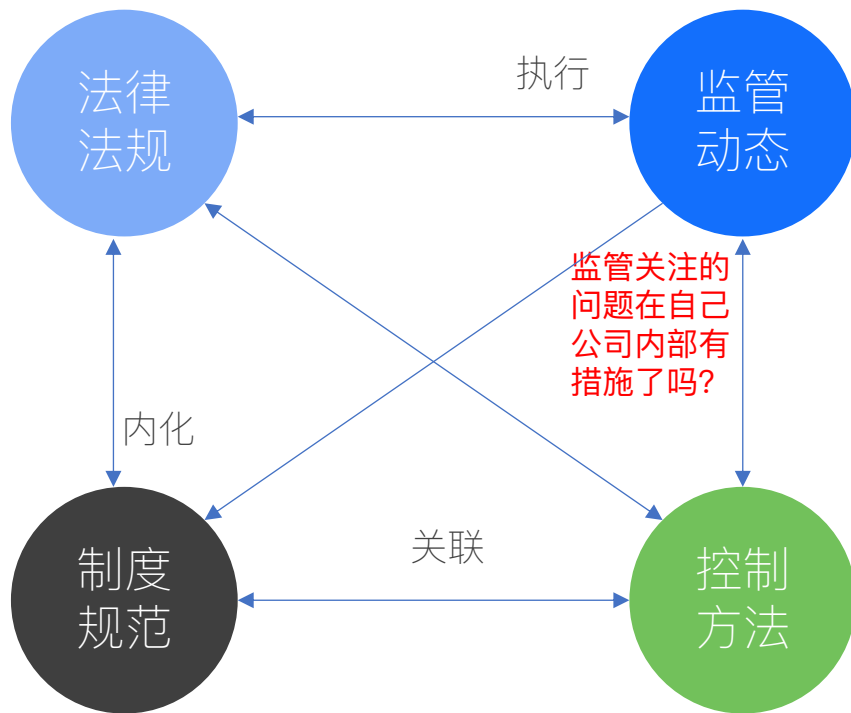 法律
法规
执行
监管
动态
监管关注的
问题在自己
公司内部有
措施了吗?
内化
关联
制度
规范
控制
方法